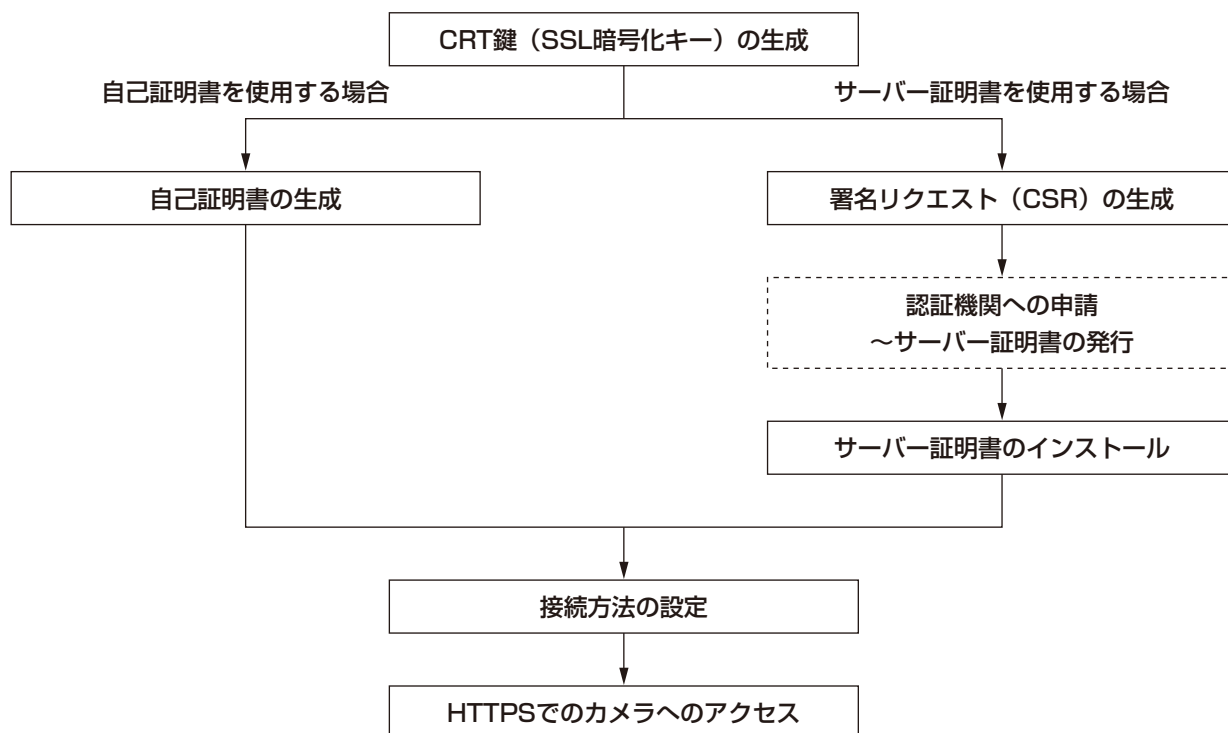 CRT鍵（SSL暗号化キー）の生成
自己証明書を使用する場合
サーバー証明書を使用する場合
自己証明書の生成
署名リクエスト（CSR）の生成
認証機関への申請
～サーバー証明書の発行
サーバー証明書のインストール
接続方法の設定
HTTPSでのカメラへのアクセス